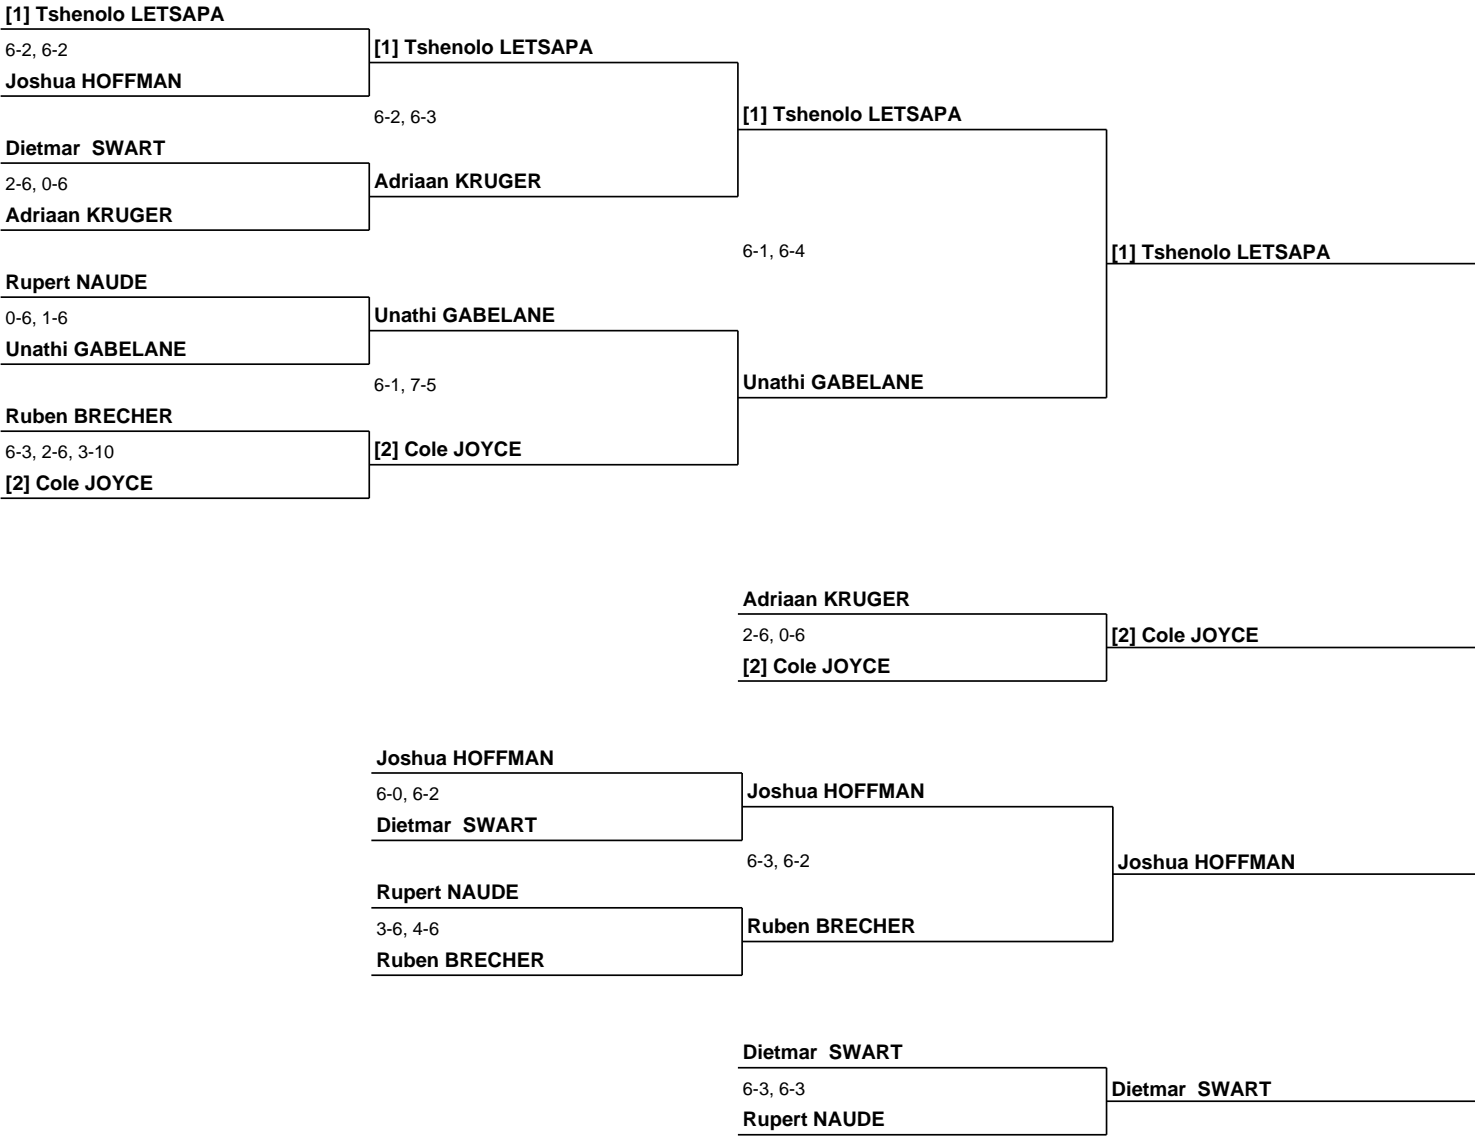 [1] Tshenolo LETSAPA
6-2, 6-2
[1] Tshenolo LETSAPA
Joshua HOFFMAN
6-2, 6-3
[1] Tshenolo LETSAPA
Dietmar  SWART
2-6, 0-6
Adriaan KRUGER
Adriaan KRUGER
6-1, 6-4
[1] Tshenolo LETSAPA
Rupert NAUDE
0-6, 1-6
Unathi GABELANE
Unathi GABELANE
6-1, 7-5
Unathi GABELANE
Ruben BRECHER
6-3, 2-6, 3-10
[2] Cole JOYCE
[2] Cole JOYCE
Adriaan KRUGER
2-6, 0-6
[2] Cole JOYCE
[2] Cole JOYCE
Joshua HOFFMAN
6-0, 6-2
Joshua HOFFMAN
Dietmar  SWART
6-3, 6-2
Joshua HOFFMAN
Rupert NAUDE
3-6, 4-6
Ruben BRECHER
Ruben BRECHER
Dietmar  SWART
6-3, 6-3
Dietmar  SWART
Rupert NAUDE